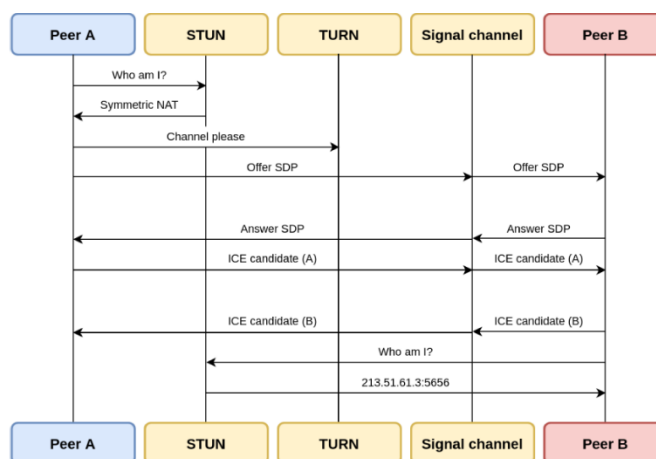 Peer A
STUN
TURN
Signal channel
Peer B
Who am I?
Symmetric NAT
Channel please
Offer SDP
Offer SDP
Answer SDP
Answer SDP
ICE candidate (A)
ICE candidate (A)
ICE candidate (B)
ICE candidate (B)
Who am I?
213.51.61.3:5656
Peer A
STUN
TURN
Signal channel
Peer B